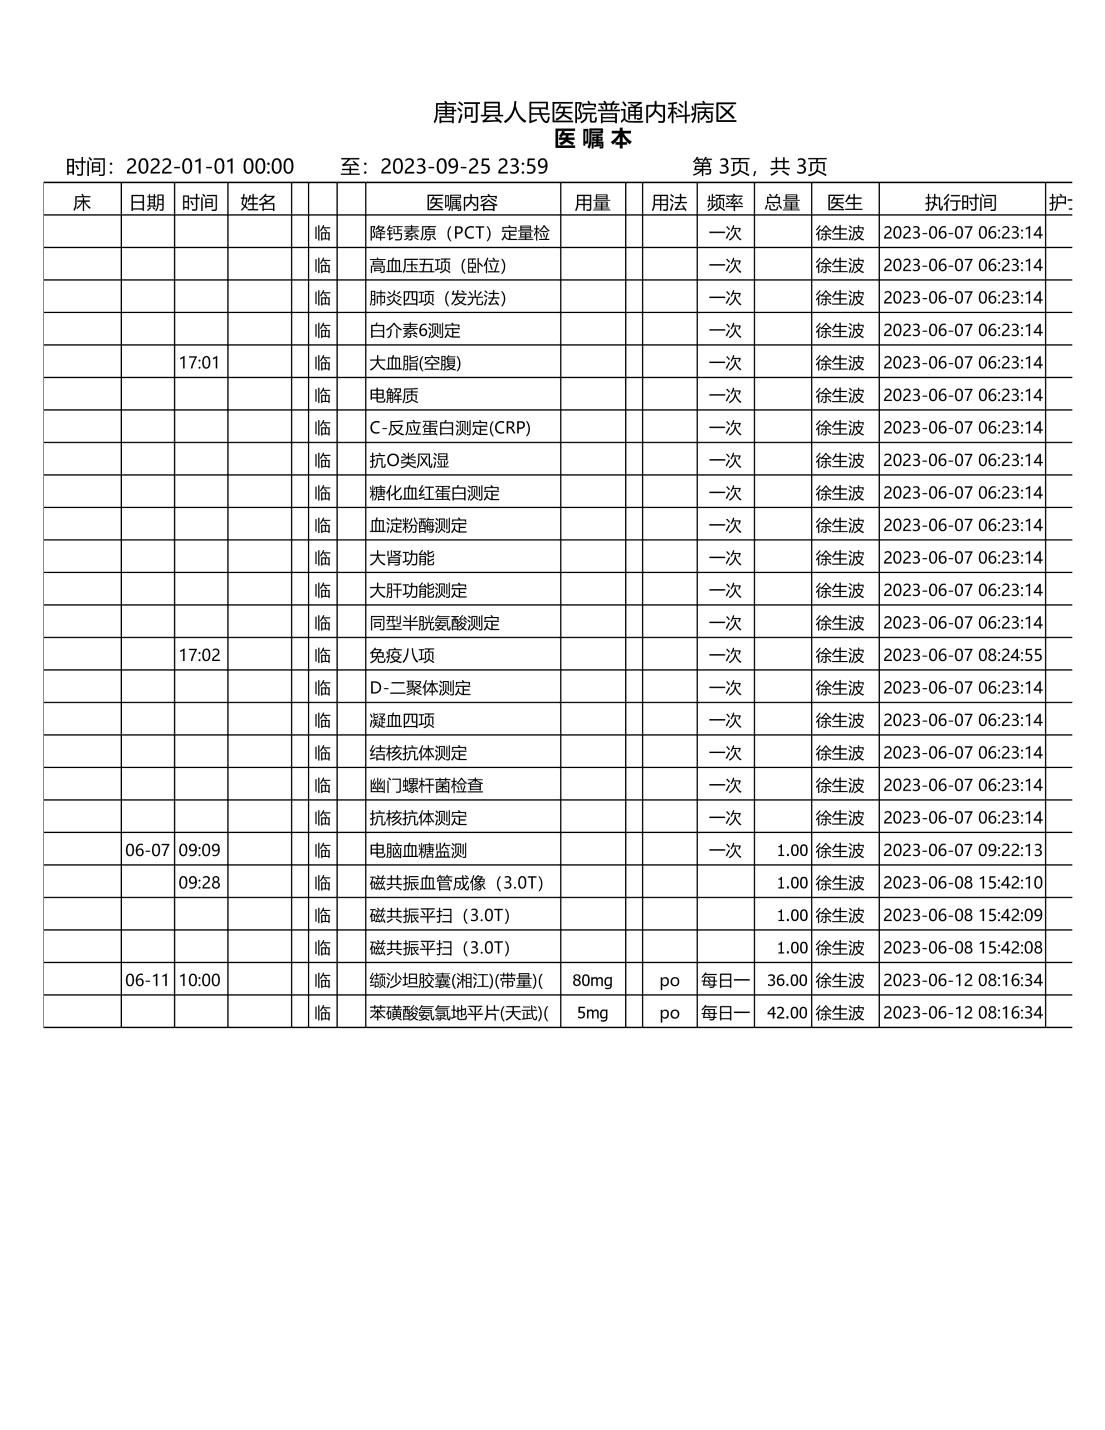 唐河县人民医院普通内科病区
医 嘱 本
时间：2022-01-01 00:00 至：2023-09-25 23:59 第 3页，共 3页
床 日期 时间 姓名 医嘱内容 用量 用法 频率 总量 医生 执行时间 护士
临 降钙素原（PCT）定量检 一次 徐生波 2023-06-07 06:23:14
临 高血压五项（卧位） 一次 徐生波 2023-06-07 06:23:14
临 肺炎四项（发光法） 一次 徐生波 2023-06-07 06:23:14
临 白介素6测定 一次 徐生波 2023-06-07 06:23:14
17:01 临 大血脂(空腹) 一次 徐生波 2023-06-07 06:23:14
临 电解质 一次 徐生波 2023-06-07 06:23:14
临 C-反应蛋白测定(CRP) 一次 徐生波 2023-06-07 06:23:14
临 抗O类风湿 一次 徐生波 2023-06-07 06:23:14
临 糖化血红蛋白测定 一次 徐生波 2023-06-07 06:23:14
临 血淀粉酶测定 一次 徐生波 2023-06-07 06:23:14
临 大肾功能 一次 徐生波 2023-06-07 06:23:14
临 大肝功能测定 一次 徐生波 2023-06-07 06:23:14
临 同型半胱氨酸测定 一次 徐生波 2023-06-07 06:23:14
17:02 临 免疫八项 一次 徐生波 2023-06-07 08:24:55
临 D-二聚体测定 一次 徐生波 2023-06-07 06:23:14
临 凝血四项 一次 徐生波 2023-06-07 06:23:14
临 结核抗体测定 一次 徐生波 2023-06-07 06:23:14
临 幽门螺杆菌检查 一次 徐生波 2023-06-07 06:23:14
临 抗核抗体测定 一次 徐生波 2023-06-07 06:23:14
06-07 09:09 临 电脑血糖监测 一次 1.00 徐生波 2023-06-07 09:22:13
09:28 临 磁共振血管成像（3.0T） 1.00 徐生波 2023-06-08 15:42:10
临 磁共振平扫（3.0T） 1.00 徐生波 2023-06-08 15:42:09
临 磁共振平扫（3.0T） 1.00 徐生波 2023-06-08 15:42:08
06-11 10:00 临 缬沙坦胶囊(湘江)(带量)( 80mg po 每日一 36.00 徐生波 2023-06-12 08:16:34
临 苯磺酸氨氯地平片(天武)( 5mg po 每日一 42.00 徐生波 2023-06-12 08:16:34